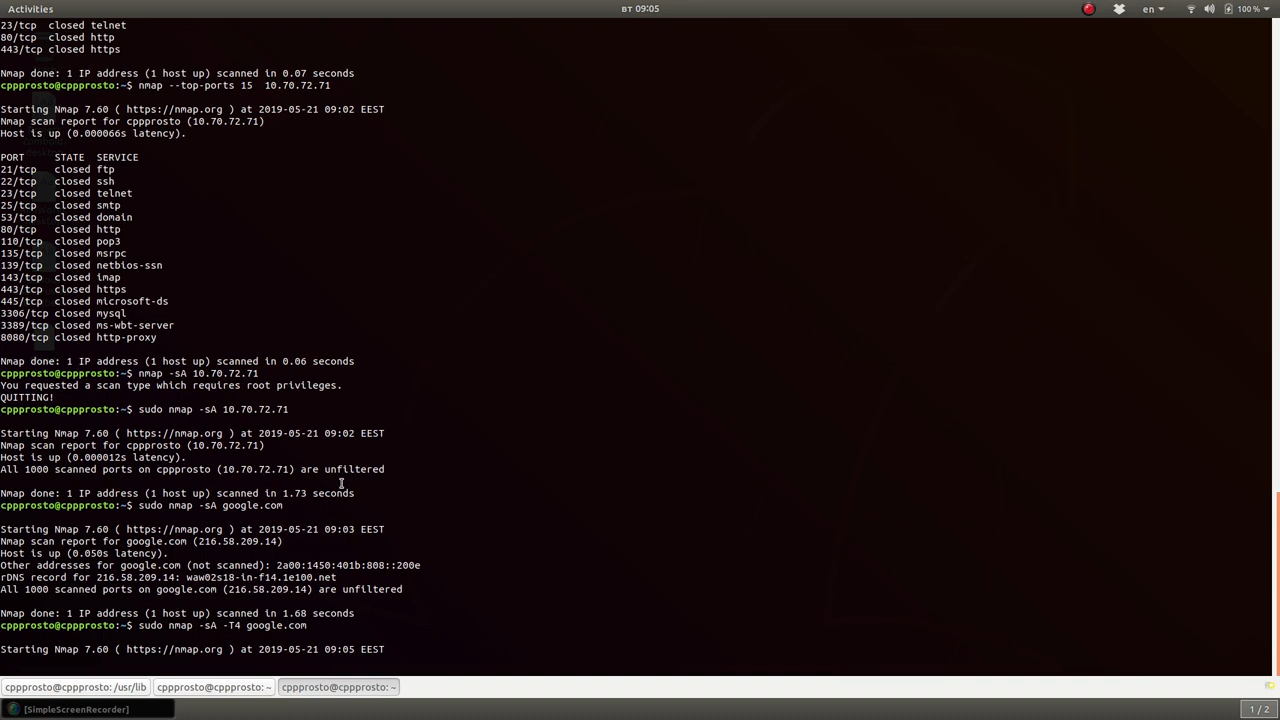 Activities
вт 09:05
en
100 %
23/tcp closed telnet
80/tcp closed http
443/tcp closed https
Nmap done: 1 IP address (1 host up) scanned in 0.07 seconds
cppprosto@cppprosto:~$ nmap --top-ports 15  10.70.72.71
Starting Nmap 7.60 ( https://nmap.org ) at 2019-05-21 09:02 EEST
Nmap scan report for cppprosto (10.70.72.71)
Host is up (0.000066s latency).
PORT     STATE  SERVICE
21/tcp   closed ftp
22/tcp   closed ssh
23/tcp   closed telnet
25/tcp   closed smtp
53/tcp   closed domain
80/tcp   closed http
110/tcp  closed pop3
135/tcp  closed msrpc
139/tcp  closed netbios-ssn
143/tcp  closed imap
443/tcp  closed https
445/tcp  closed microsoft-ds
3306/tcp closed mysql
3389/tcp closed ms-wbt-server
8080/tcp closed http-proxy
Nmap done: 1 IP address (1 host up) scanned in 0.06 seconds
cppprosto@cppprosto:~$ nmap -sA 10.70.72.71
You requested a scan type which requires root privileges.
QUITTING!
cppprosto@cppprosto:~$ sudo nmap -sA 10.70.72.71
Starting Nmap 7.60 ( https://nmap.org ) at 2019-05-21 09:02 EEST
Nmap scan report for cppprosto (10.70.72.71)
Host is up (0.000012s latency).
All 1000 scanned ports on cppprosto (10.70.72.71) are unfiltered
Nmap done: 1 IP address (1 host up) scanned in 1.73 seconds
cppprosto@cppprosto:~$ sudo nmap -sA google.com
Starting Nmap 7.60 ( https://nmap.org ) at 2019-05-21 09:03 EEST
Nmap scan report for google.com (216.58.209.14)
Host is up (0.050s latency).
Other addresses for google.com (not scanned): 2a00:1450:401b:808::200e
rDNS record for 216.58.209.14: waw02s18-in-f14.1e100.net
All 1000 scanned ports on google.com (216.58.209.14) are unfiltered
Nmap done: 1 IP address (1 host up) scanned in 1.68 seconds
cppprosto@cppprosto:~$ sudo nmap -sA -T4 google.com
Starting Nmap 7.60 ( https://nmap.org ) at 2019-05-21 09:05 EEST
cppprosto@cppprosto: /usr/lib
cppprosto@cppprosto: ~
cppprosto@cppprosto: ~
[SimpleScreenRecorder]
1 / 2